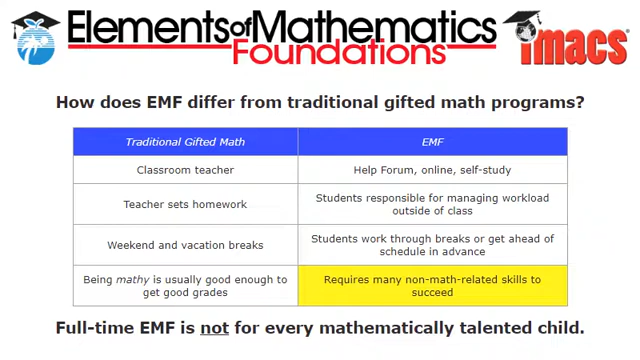 Elements of Mathematics
Foundations
imacs
How does EMF differ from traditional gifted math programs?
Traditional Gifted Math
EMF
Classroom teacher
Help Forum, online, self-study
Teacher sets homework
Students responsible for managing workload
outside of class
Weekend and vacation breaks
Students work through breaks or get ahead of
schedule in advance
Being mathy is usually good enough to
get good grades
Requires many non-math-related skills to
succeed
Full-time EMF is not for every mathematically talented child.